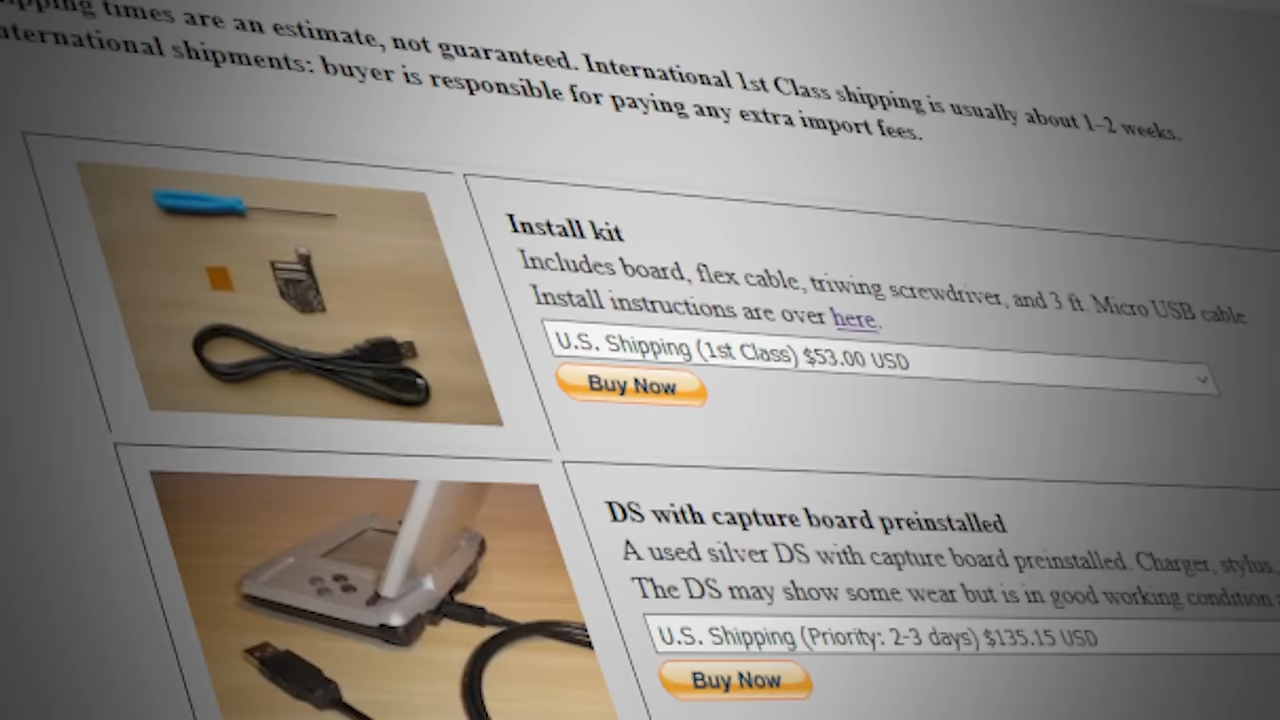 times are an estimate, not guaranteed. International 1st Class shipping is usually about 1-2 weeks.
shipments: buyer is responsible for paying any extra import fees.
Install kit
Includes board, flex cable, triwing screwdriver, and 3 ft. Micro USB cable
Install instructions are over here.
U.S. Shipping (1st Class) $53.00 USD
Buy Now
DS with capture board preinstalled
A used silver DS with capture board preinstalled. Charger, stylus,
The DS may show some wear but is in good working condition
U.S. Shipping (Priority: 2-3 days) $135.15 USD
Buy Now